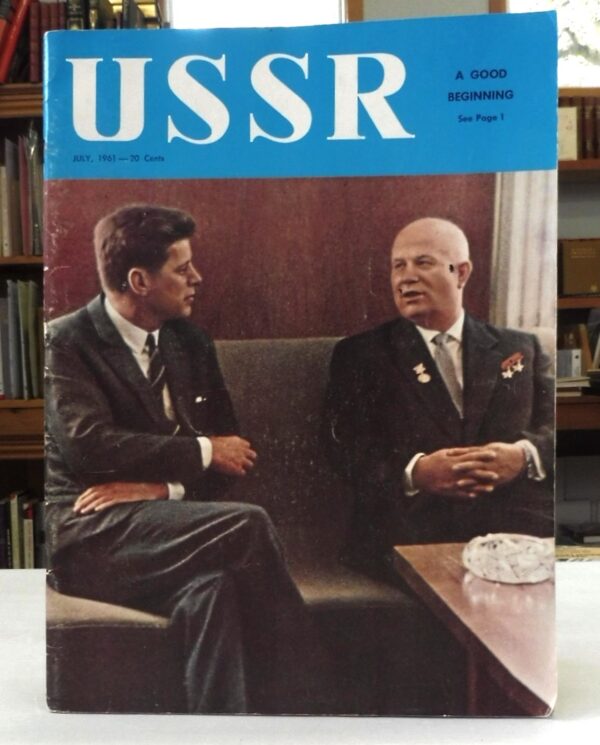 USSR
A GOOD
BEGINNING
See Page 1
JULY, 1961—20 Cents